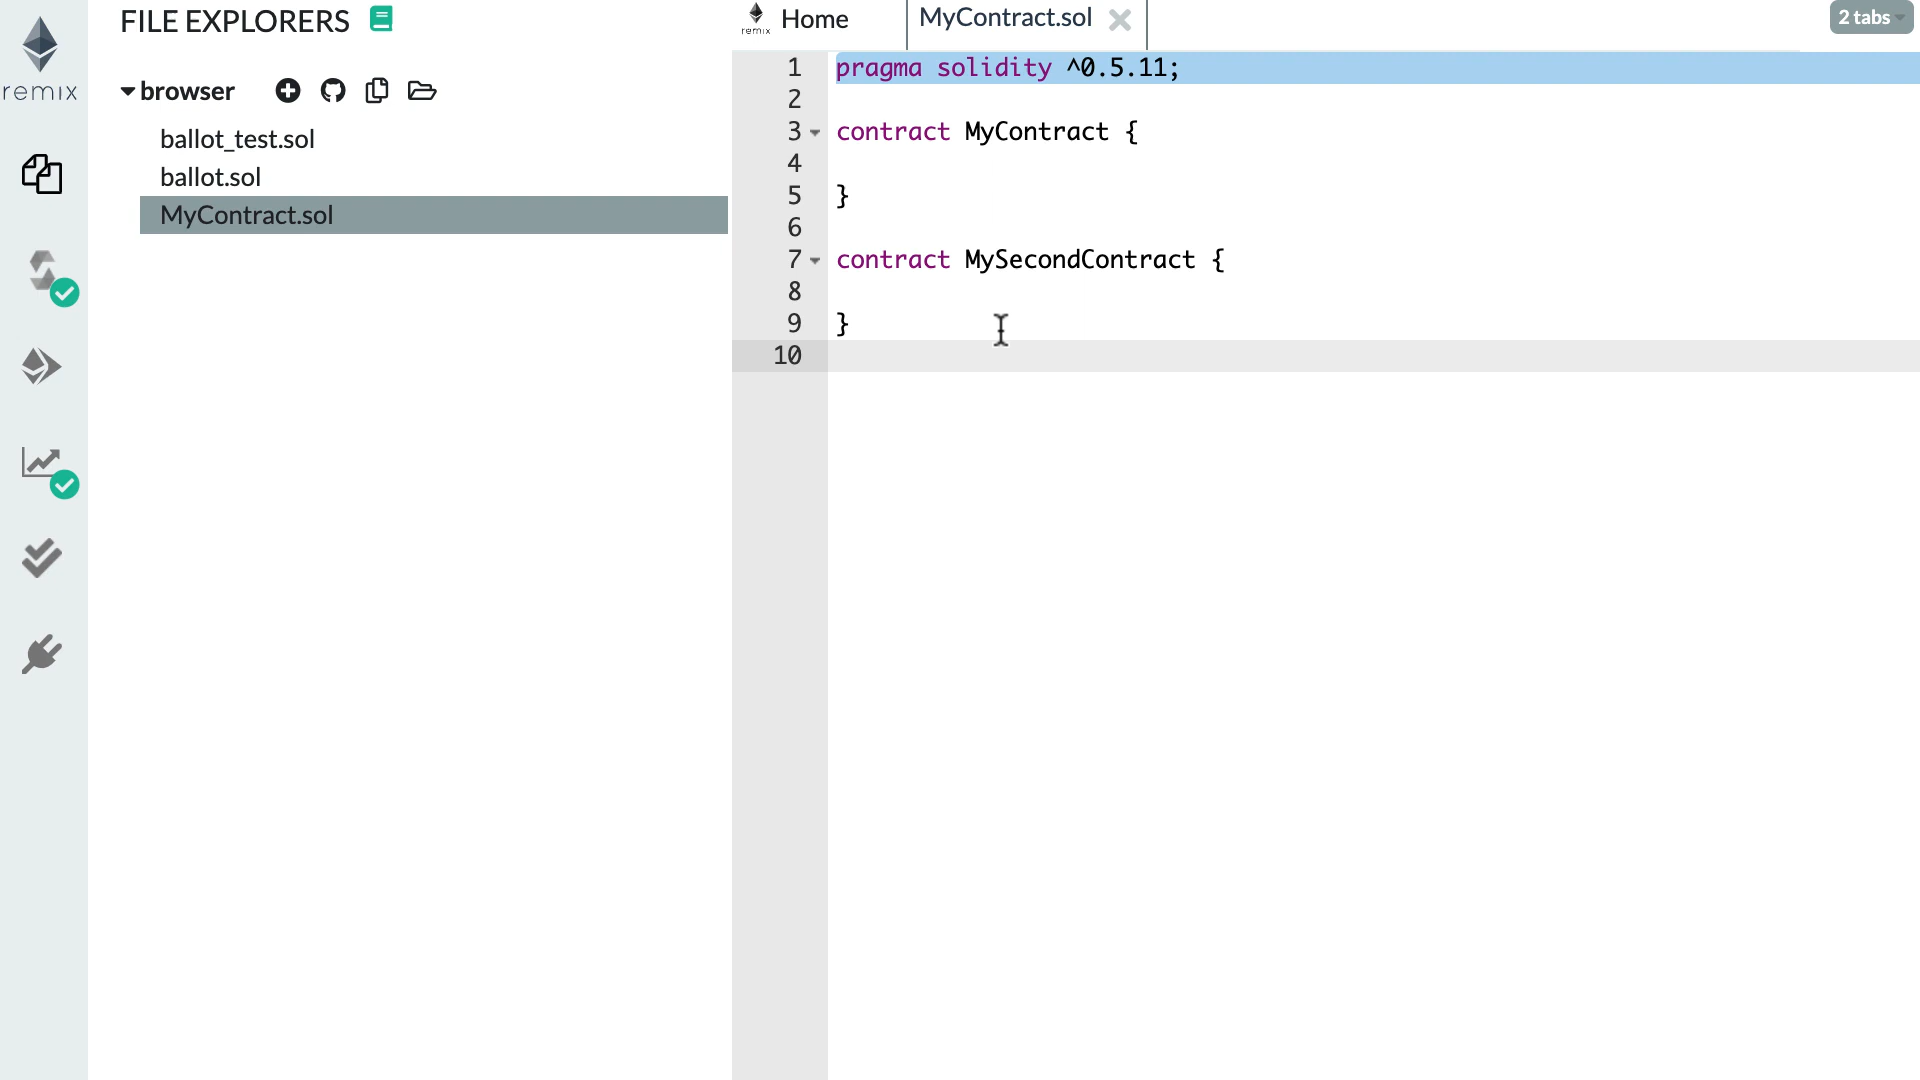 remix
FILE EXPLORERS
browser
ballot_test.sol
ballot.sol
MyContract.sol
remix
Home
MyContract.sol
2 tabs
1 pragma solidity ^0.5.11;
2
3 contract MyContract {
4
5 }
6
7 contract MySecondContract {
8
9 }
10